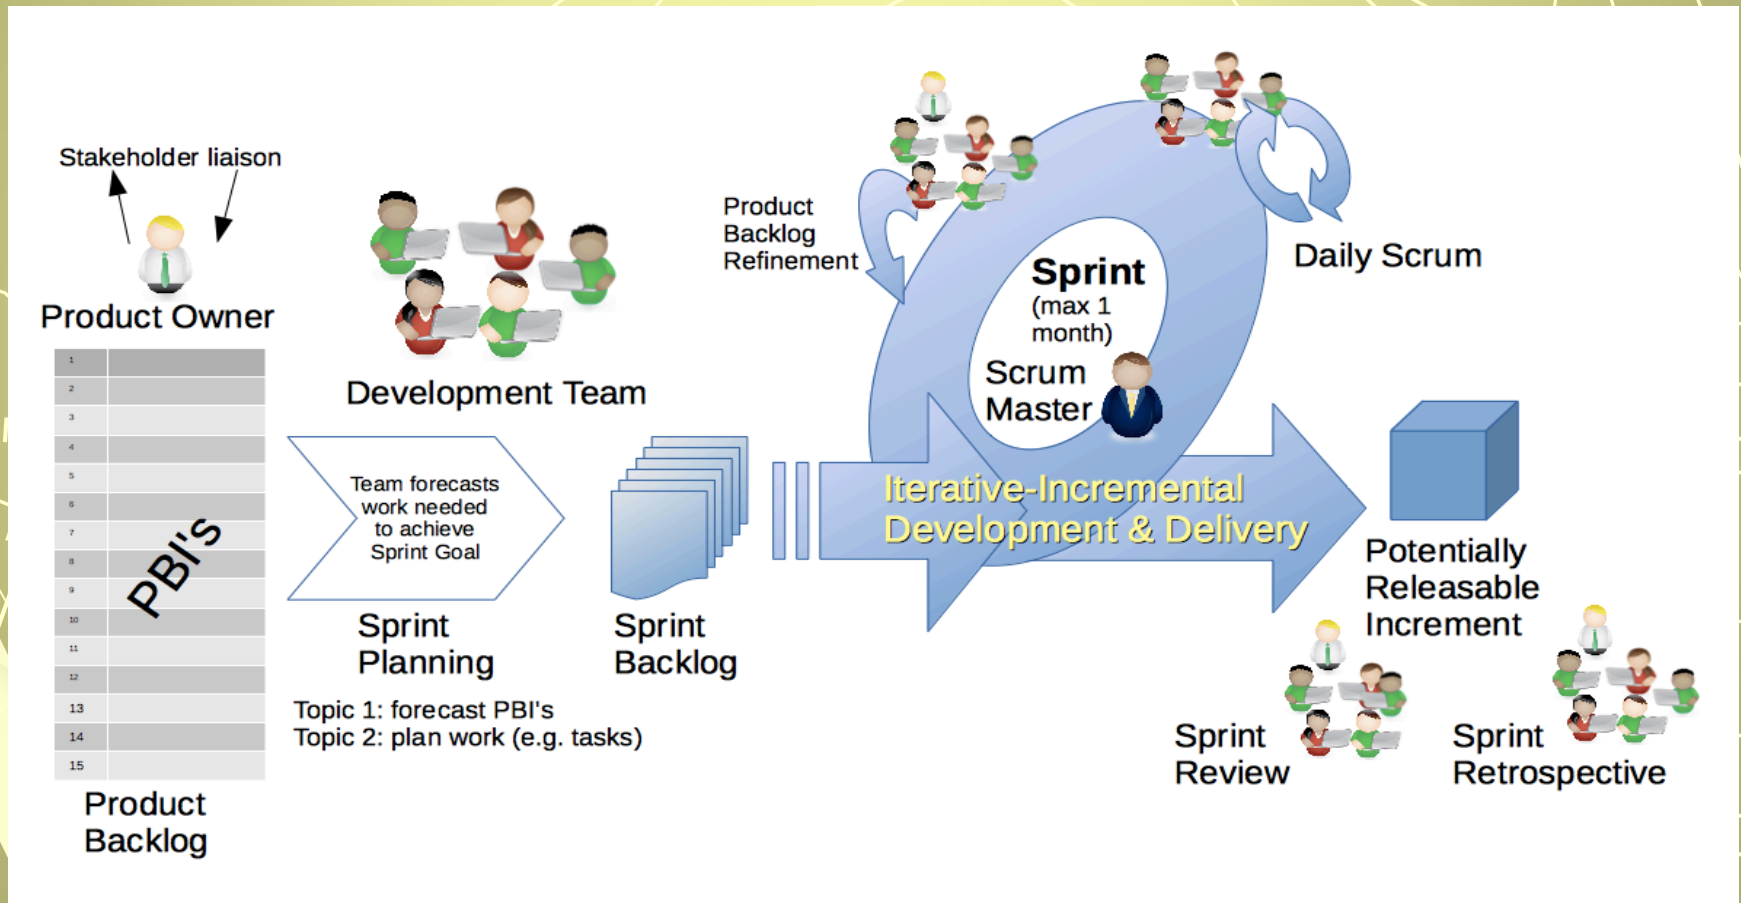 Stakeholder liaison
Product Owner
1
2
3
4
5
6
7
8
9
10
11
12
13
14
15
PBI's
Product
Backlog
Development Team
Team forecasts
work needed
to achieve
Sprint Goal
Sprint
Planning
Topic 1: forecast PBI's
Topic 2: plan work (e.g. tasks)
Sprint
Backlog
Product
Backlog
Refinement
Sprint
(max 1
month)
Scrum
Master
Daily Scrum
Iterative-Incremental
Development & Delivery
Potentially
Releasable
Increment
Sprint
Review
Sprint
Retrospective